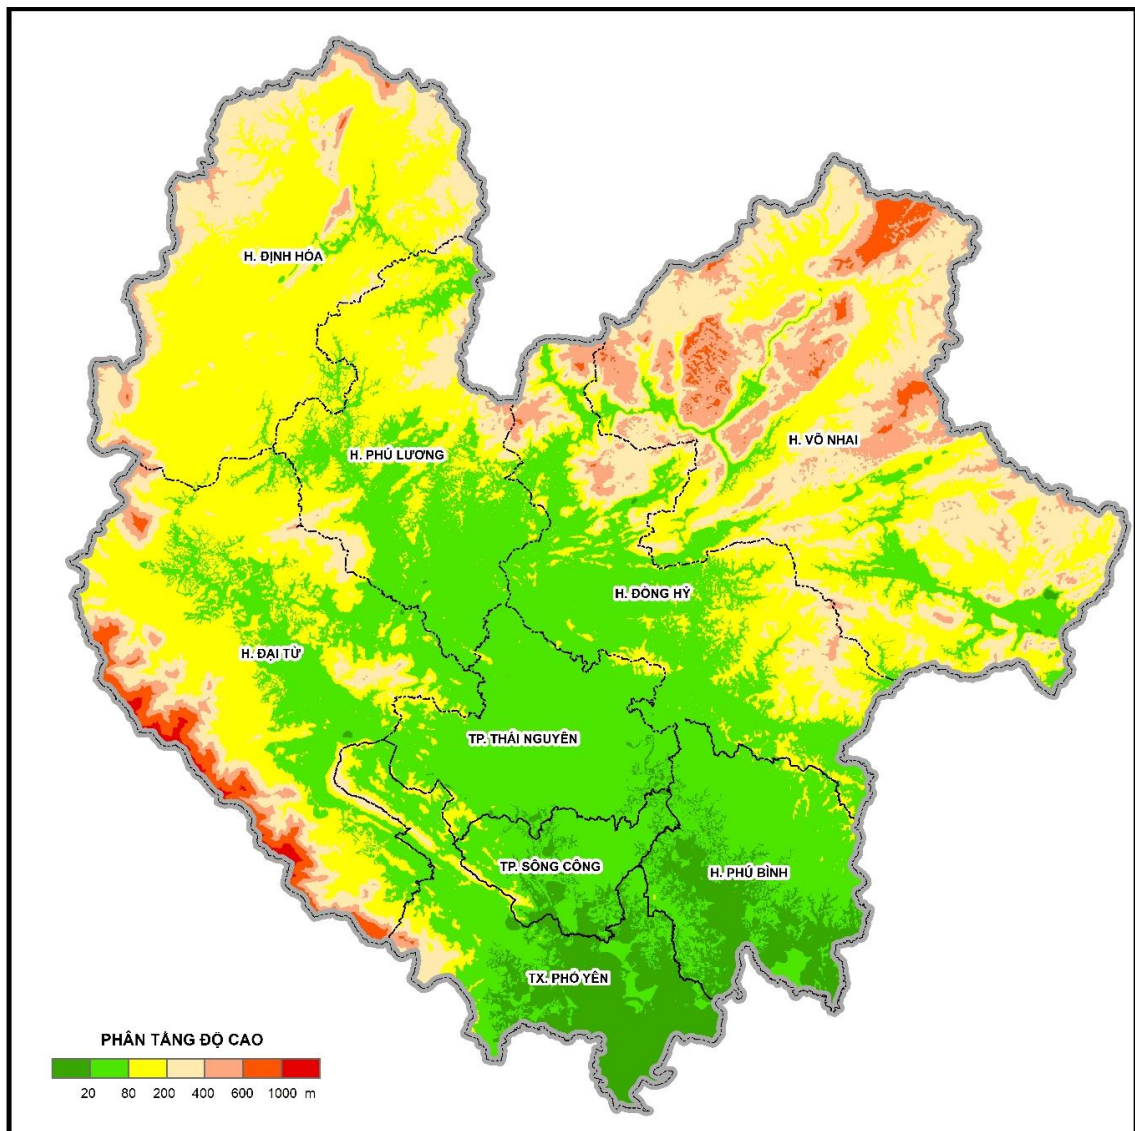 H. ĐỊNH HÓA
H. VÕ NHAI
H. PHÚ LƯƠNG
H. ĐỒNG HỶ
H. ĐẠI TỪ
TP. THÁI NGUYÊN
TP. SÔNG CÔNG
H. PHÚ BÌNH
TX. PHỔ YÊN
PHÂN TẦNG ĐỘ CAO
20 80 200 400 600 1000 m